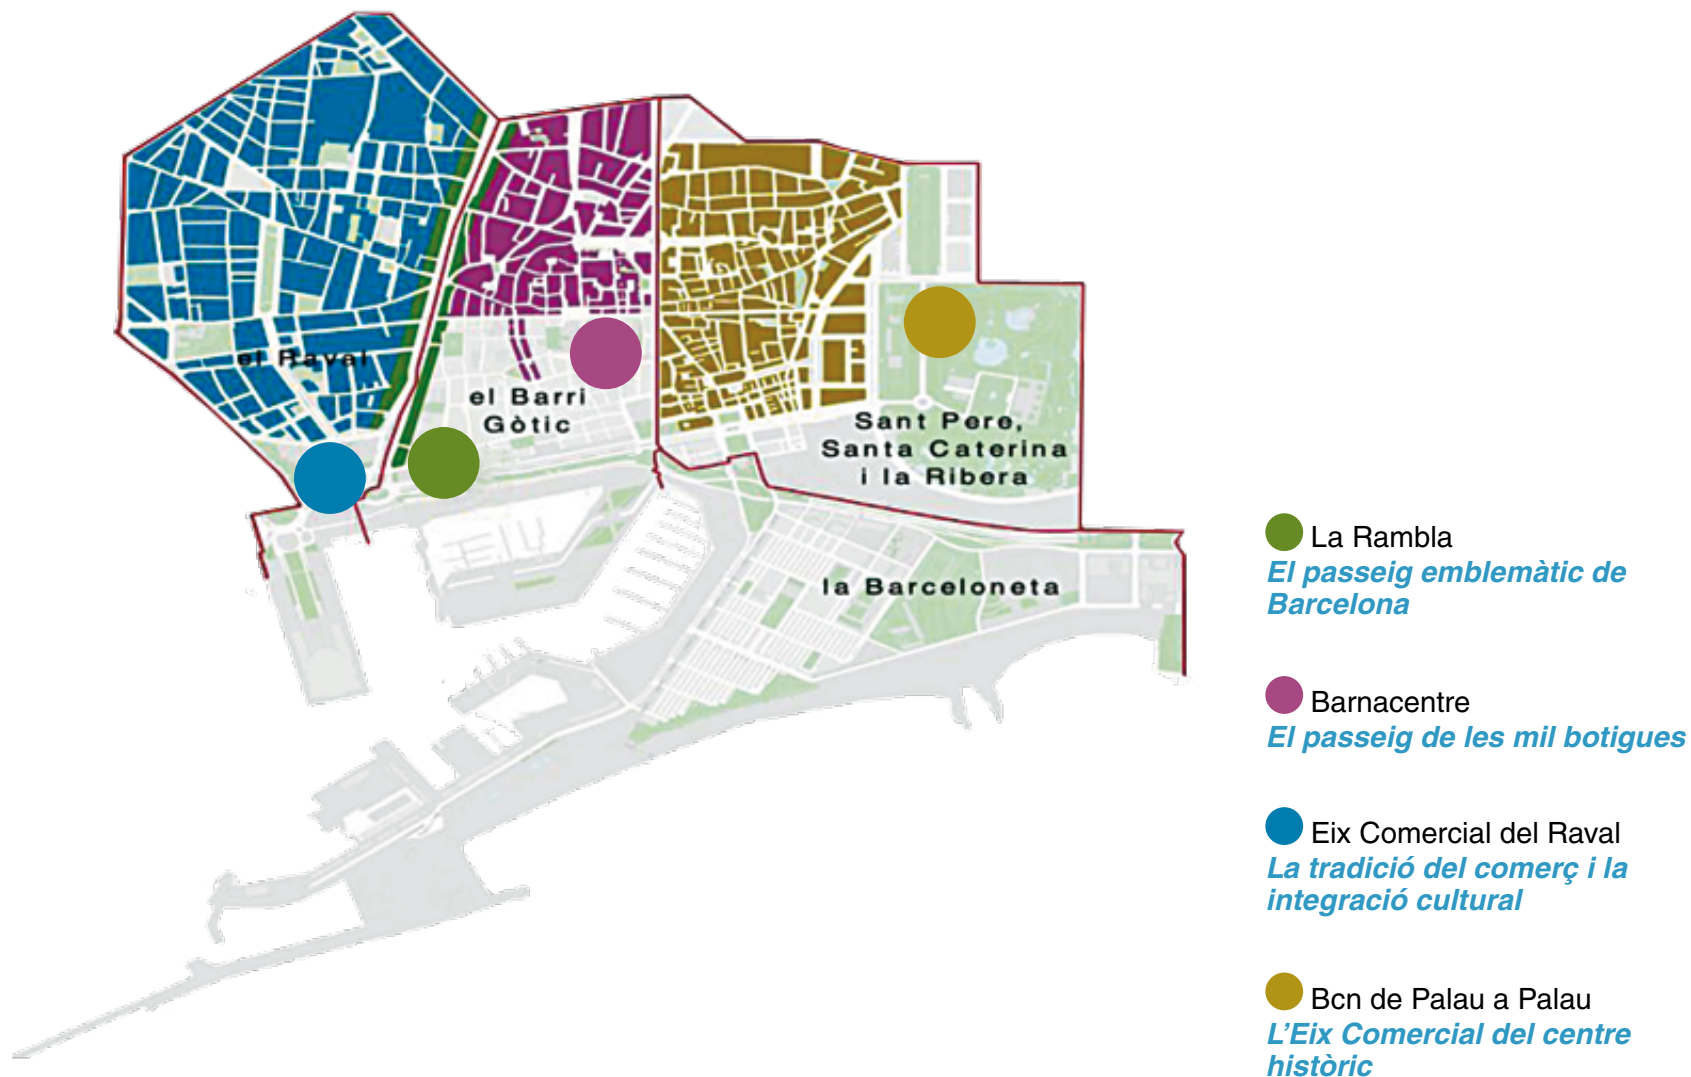 el Raval
el Barri
Gòtic
Sant Pere,
Santa Caterina
i la Ribera
la Barceloneta
La Rambla
El passeig emblemàtic de
Barcelona
Barnacentre
El passeig de les mil botigues
Eix Comercial del Raval
La tradició del comerç i la
integració cultural
Bcn de Palau a Palau
L’Eix Comercial del centre
històric